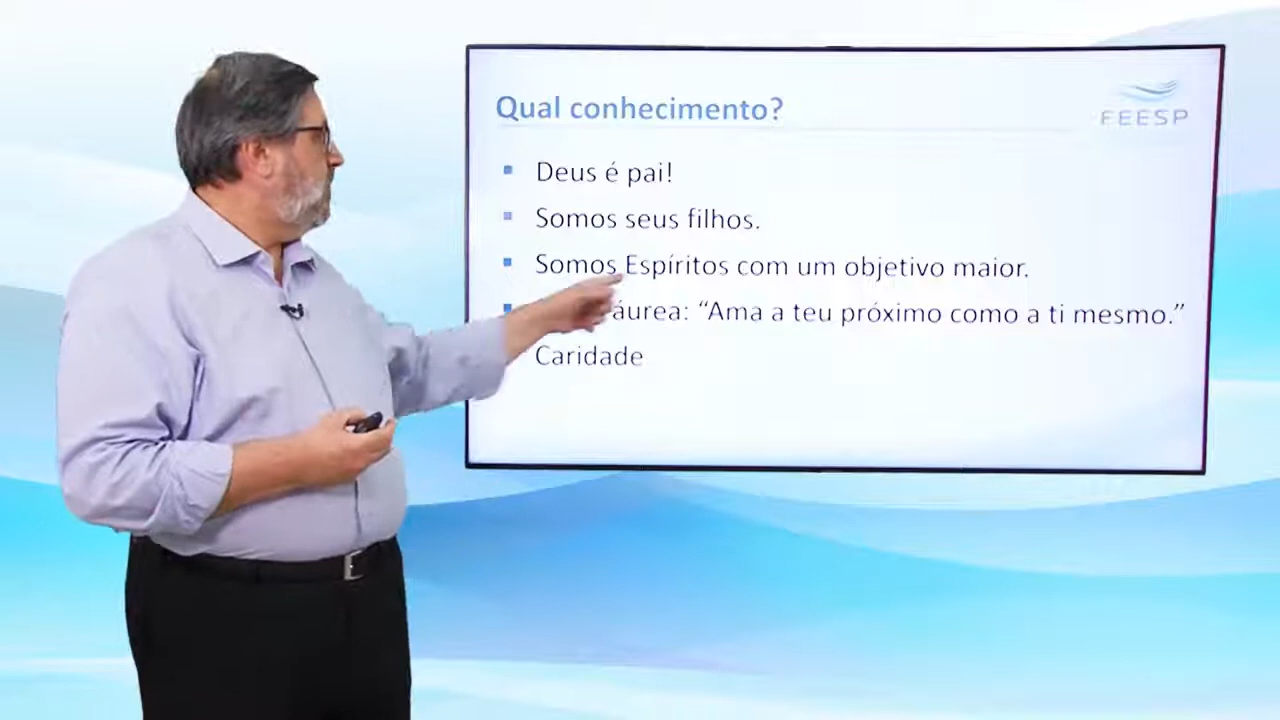 Qual conhecimento?
FEESP
Deus é pai!
Somos seus filhos.
Somos Espíritos com um objetivo maior.
áurea: “Ama a teu próximo como a ti mesmo.”
Caridade